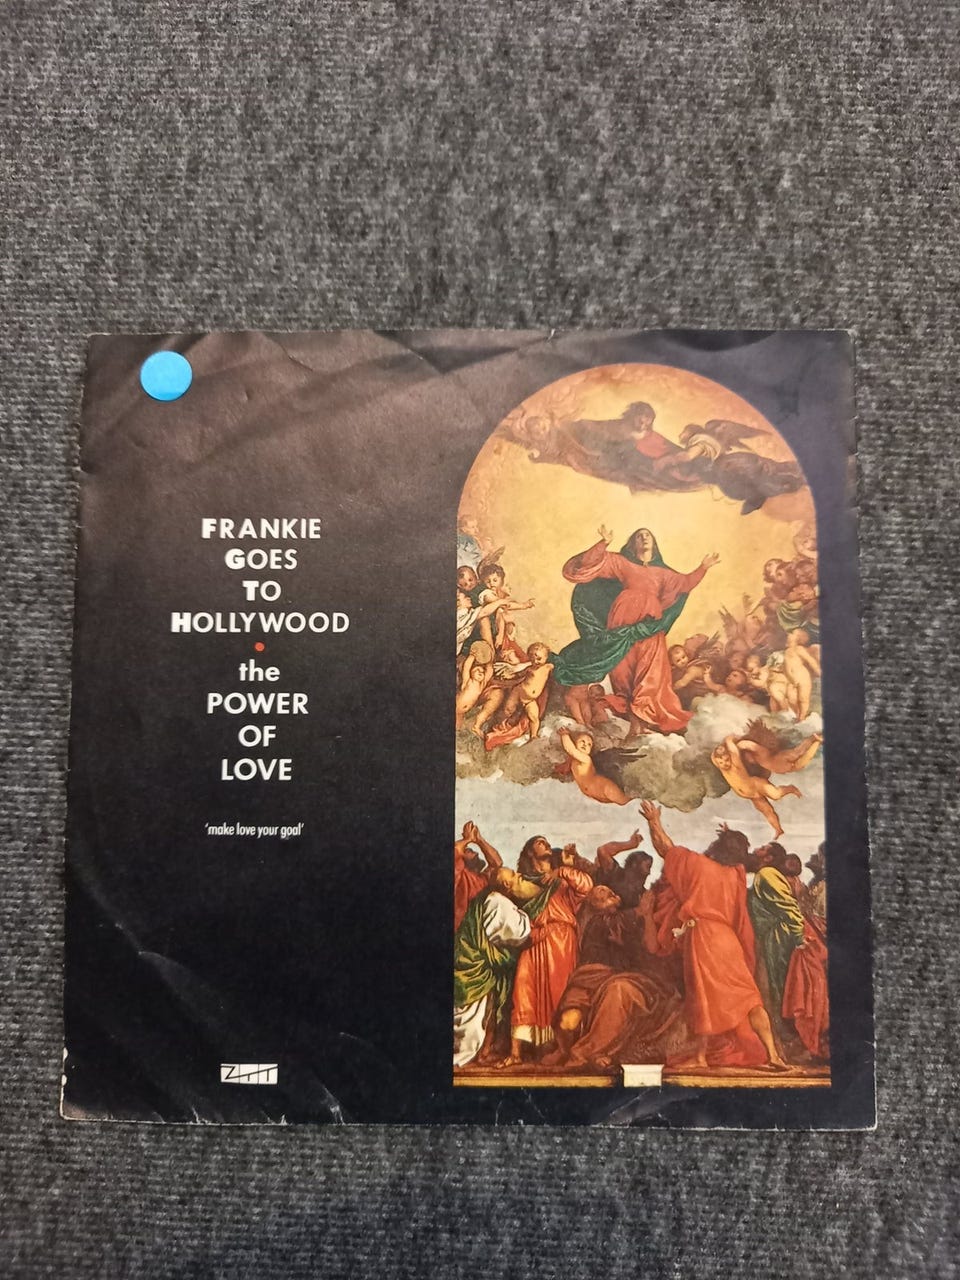 FRANKIE
GOES
TO
HOLLYWOOD
the
POWER
OF
LOVE
'make love your goal'
ZTT